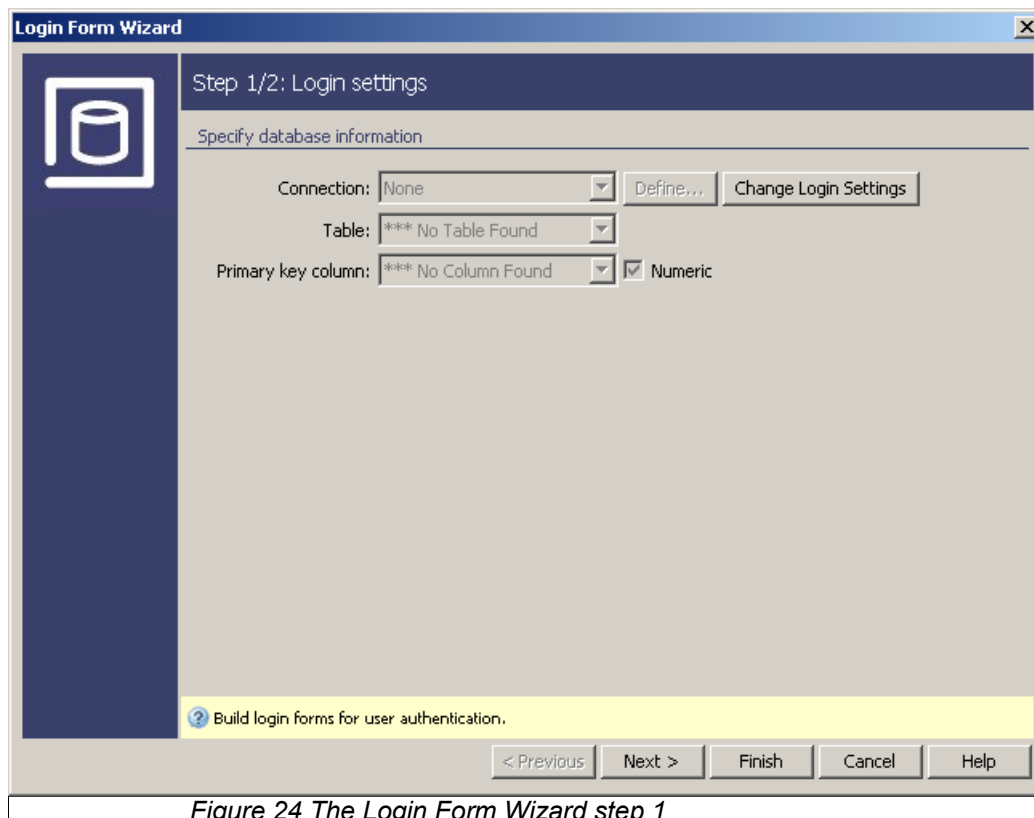 Login Form Wizard
Step 1/2: Login settings
Specify database information
Connection: None Define... Change Login Settings
Table: *** No Table Found
Primary key column: *** No Column Found Numeric
Build login forms for user authentication.
< Previous Next > Finish Cancel Help
Figure 24 The Login Form Wizard step 1